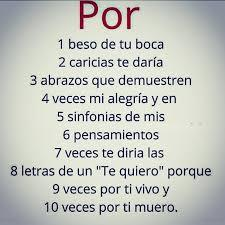 Por
1 beso de tu boca
2 caricias te daría
3 abrazos que demuestren
4 veces mi alegría y en
5 sinfonias de mis
6 pensamientos
7 veces te diria las
8 letras de un "Te quiero" porque
9 veces por ti vivo y
10 veces por ti muero.